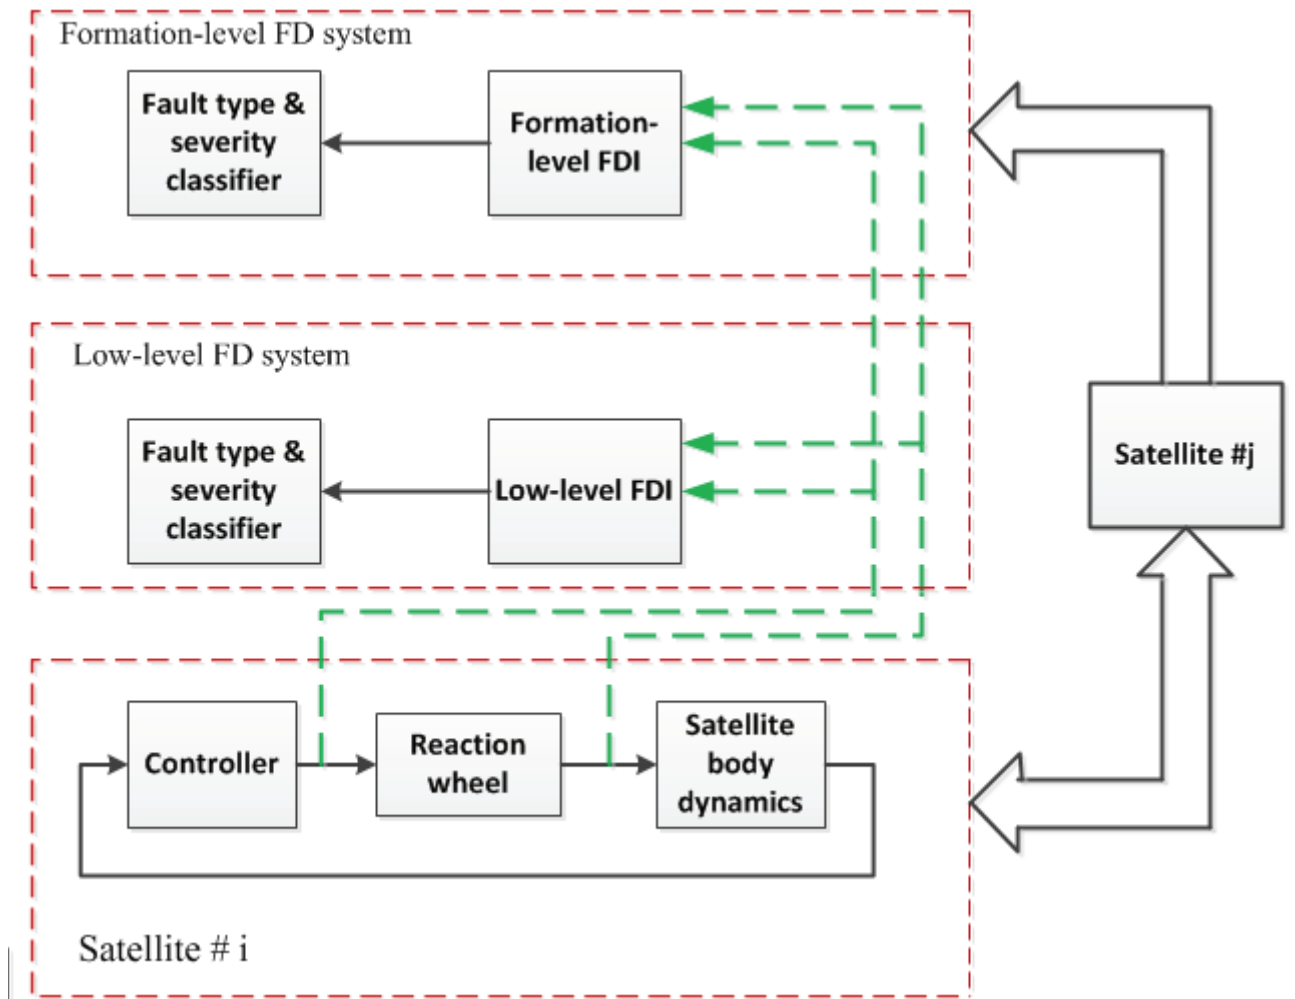 Formation-level FD system
Fault type &
severity
classifier
Formation-
level FDI
Low-level FD system
Fault type &
severity
classifier
Low-level FDI
Satellite #j
Controller
Reaction
wheel
Satellite
body
dynamics
Satellite # i